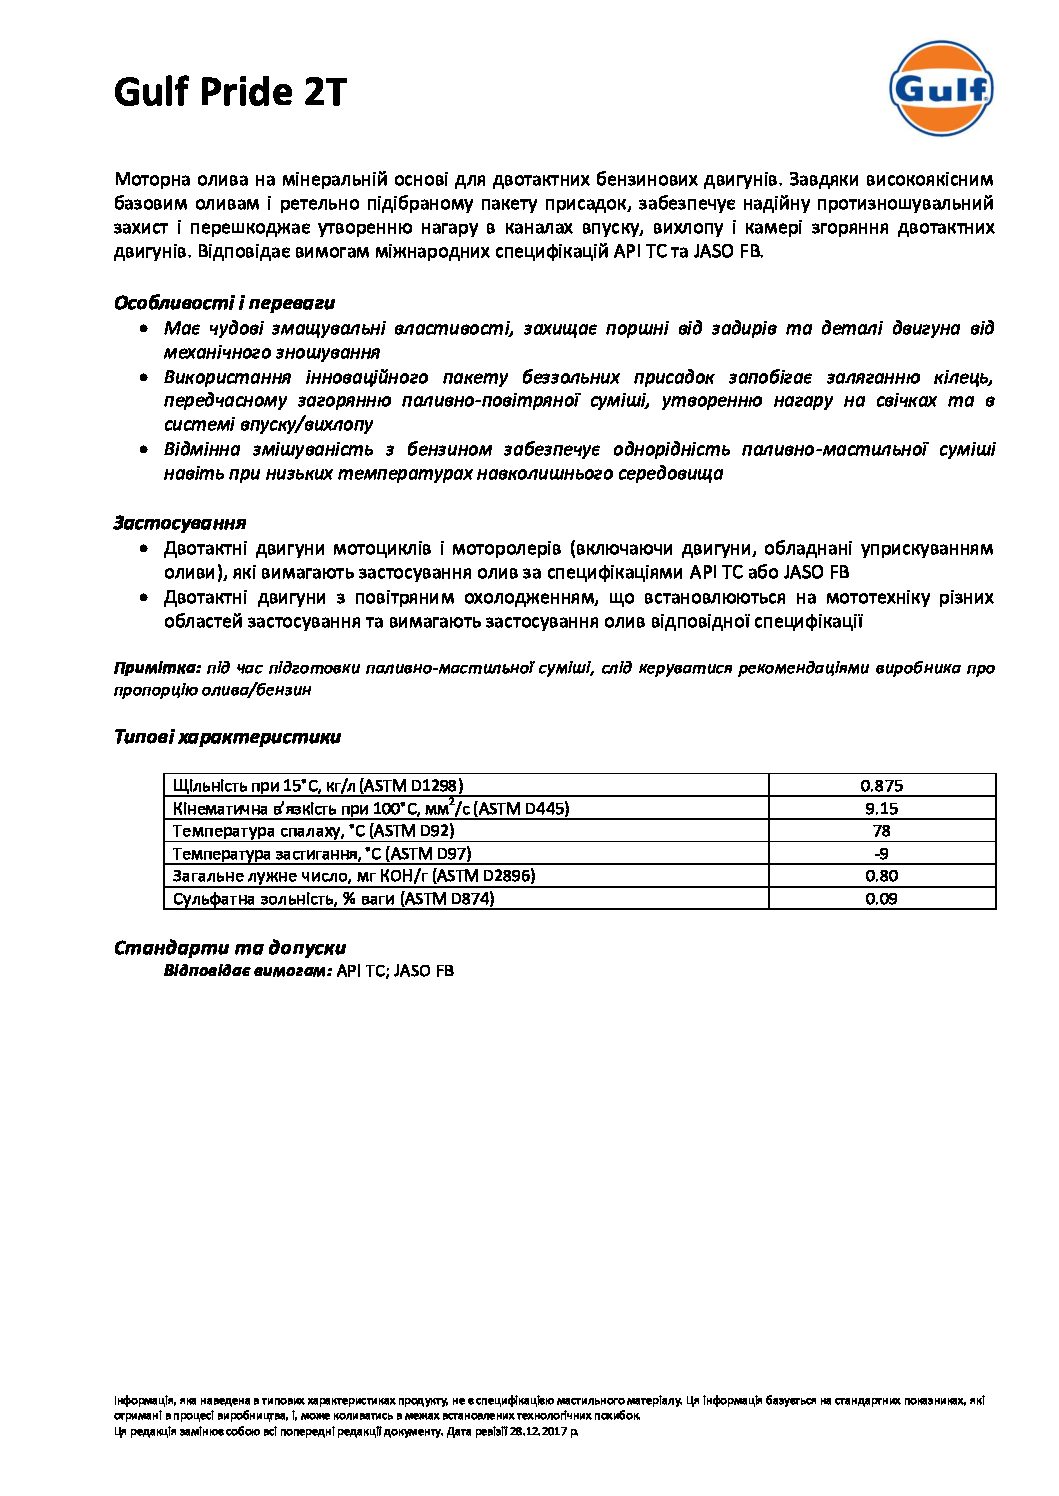 Gulf Pride 2T
Gulf
Моторна олива на мінеральній основі для двотактних бензинових двигунів. Завдяки високоякісним
базовим оливам і ретельно підібраному пакету присадок, забезпечує надійну протизношувальний
захист і перешкоджає утворенню нагару в каналах впуску, вихлопу і камері згоряння двотактних
двигунів. Відповідає вимогам міжнародних специфікацій API TC та JASO FB.
Особливості і переваги
• Має чудові змащувальні властивості, захищає поршні від задирів та деталі двигуна від
механічного зношування
• Використання інноваційного пакету беззольних присадок запобігає заляганню кілець,
передчасному загорянню паливно-повітряної суміші, утворенню нагару на свічках та в
системі впуску/вихлопу
• Відмінна змішуваність з бензином забезпечує однорідність паливно-мастильної суміші
навіть при низьких температурах навколишнього середовища
Застосування
• Двотактні двигуни мотоциклів і моторолерів (включаючи двигуни, обладнані уприскуванням
оливи), які вимагають застосування олив за специфікаціями API TC або JASO FB
• Двотактні двигуни з повітряним охолодженням, що встановлюються на мототехніку різних
областей застосування та вимагають застосування олив відповідної специфікації
Примітка: під час підготовки паливно-мастильної суміші, слід керуватися рекомендаціями виробника про
пропорцію олива/бензин
Типові характеристики
Щільність при 15˚С, кг/л (ASTM D1298) 0.875
Кінематична в'язкість при 100˚С, мм²/с (ASTM D445) 9.15
Температура спалаху, ˚С (ASTM D92) 78
Температура застигання, ˚С (ASTM D97) -9
Загальне лужне число, мг КОН/г (ASTM D2896) 0.80
Сульфатна зольність, % ваги (ASTM D874) 0.09
Стандарти та допуски
Відповідає вимогам: API TC; JASO FB
Інформація, яка наведена в типових характеристиках продукту, не є специфікацією мастильного матеріалу. Ця інформація базується на стандартних показниках, які
отримані в процесі виробництва, і, може коливатись в межах встановлених технологічних похибок.
Ця редакція замінює собою всі попередні редакції документу. Дата ревізії 28.12.2017 р.